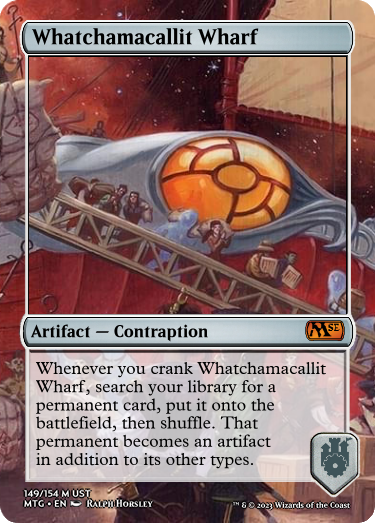 Whatchamacallit Wharf
Artifact — Contraption
MSE
Whenever you crank Whatchamacallit
Wharf, search your library for a
permanent card, put it onto the
battlefield, then shuffle. That
permanent becomes an artifact
in addition to its other types.
149/154 M UST
MTG • EN Ralph Horsley
™ & © 2023 Wizards of the Coast